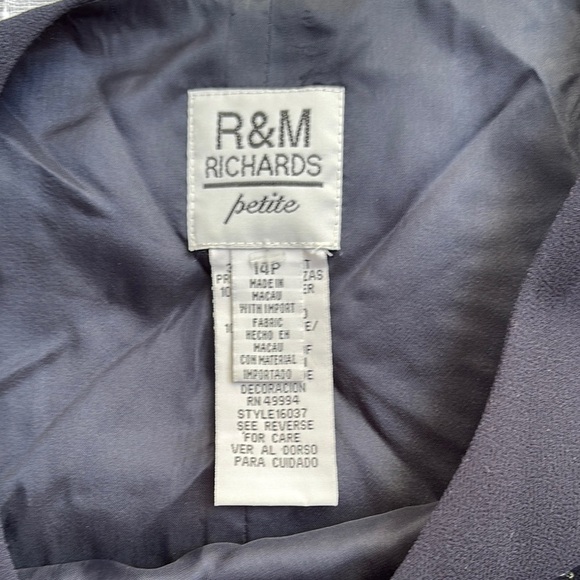 R&M
RICHARDS
petite
14P
MADE IN
MACAU
WITH IMPORT
FABRIC
HECHO EN
MACAU
CON MATERIAL
IMPORTADO
DECORACION
RN 49994
STYLE16037
SEE REVERSE
FOR CARE
VER AL DORSO
PARA CUIDADO